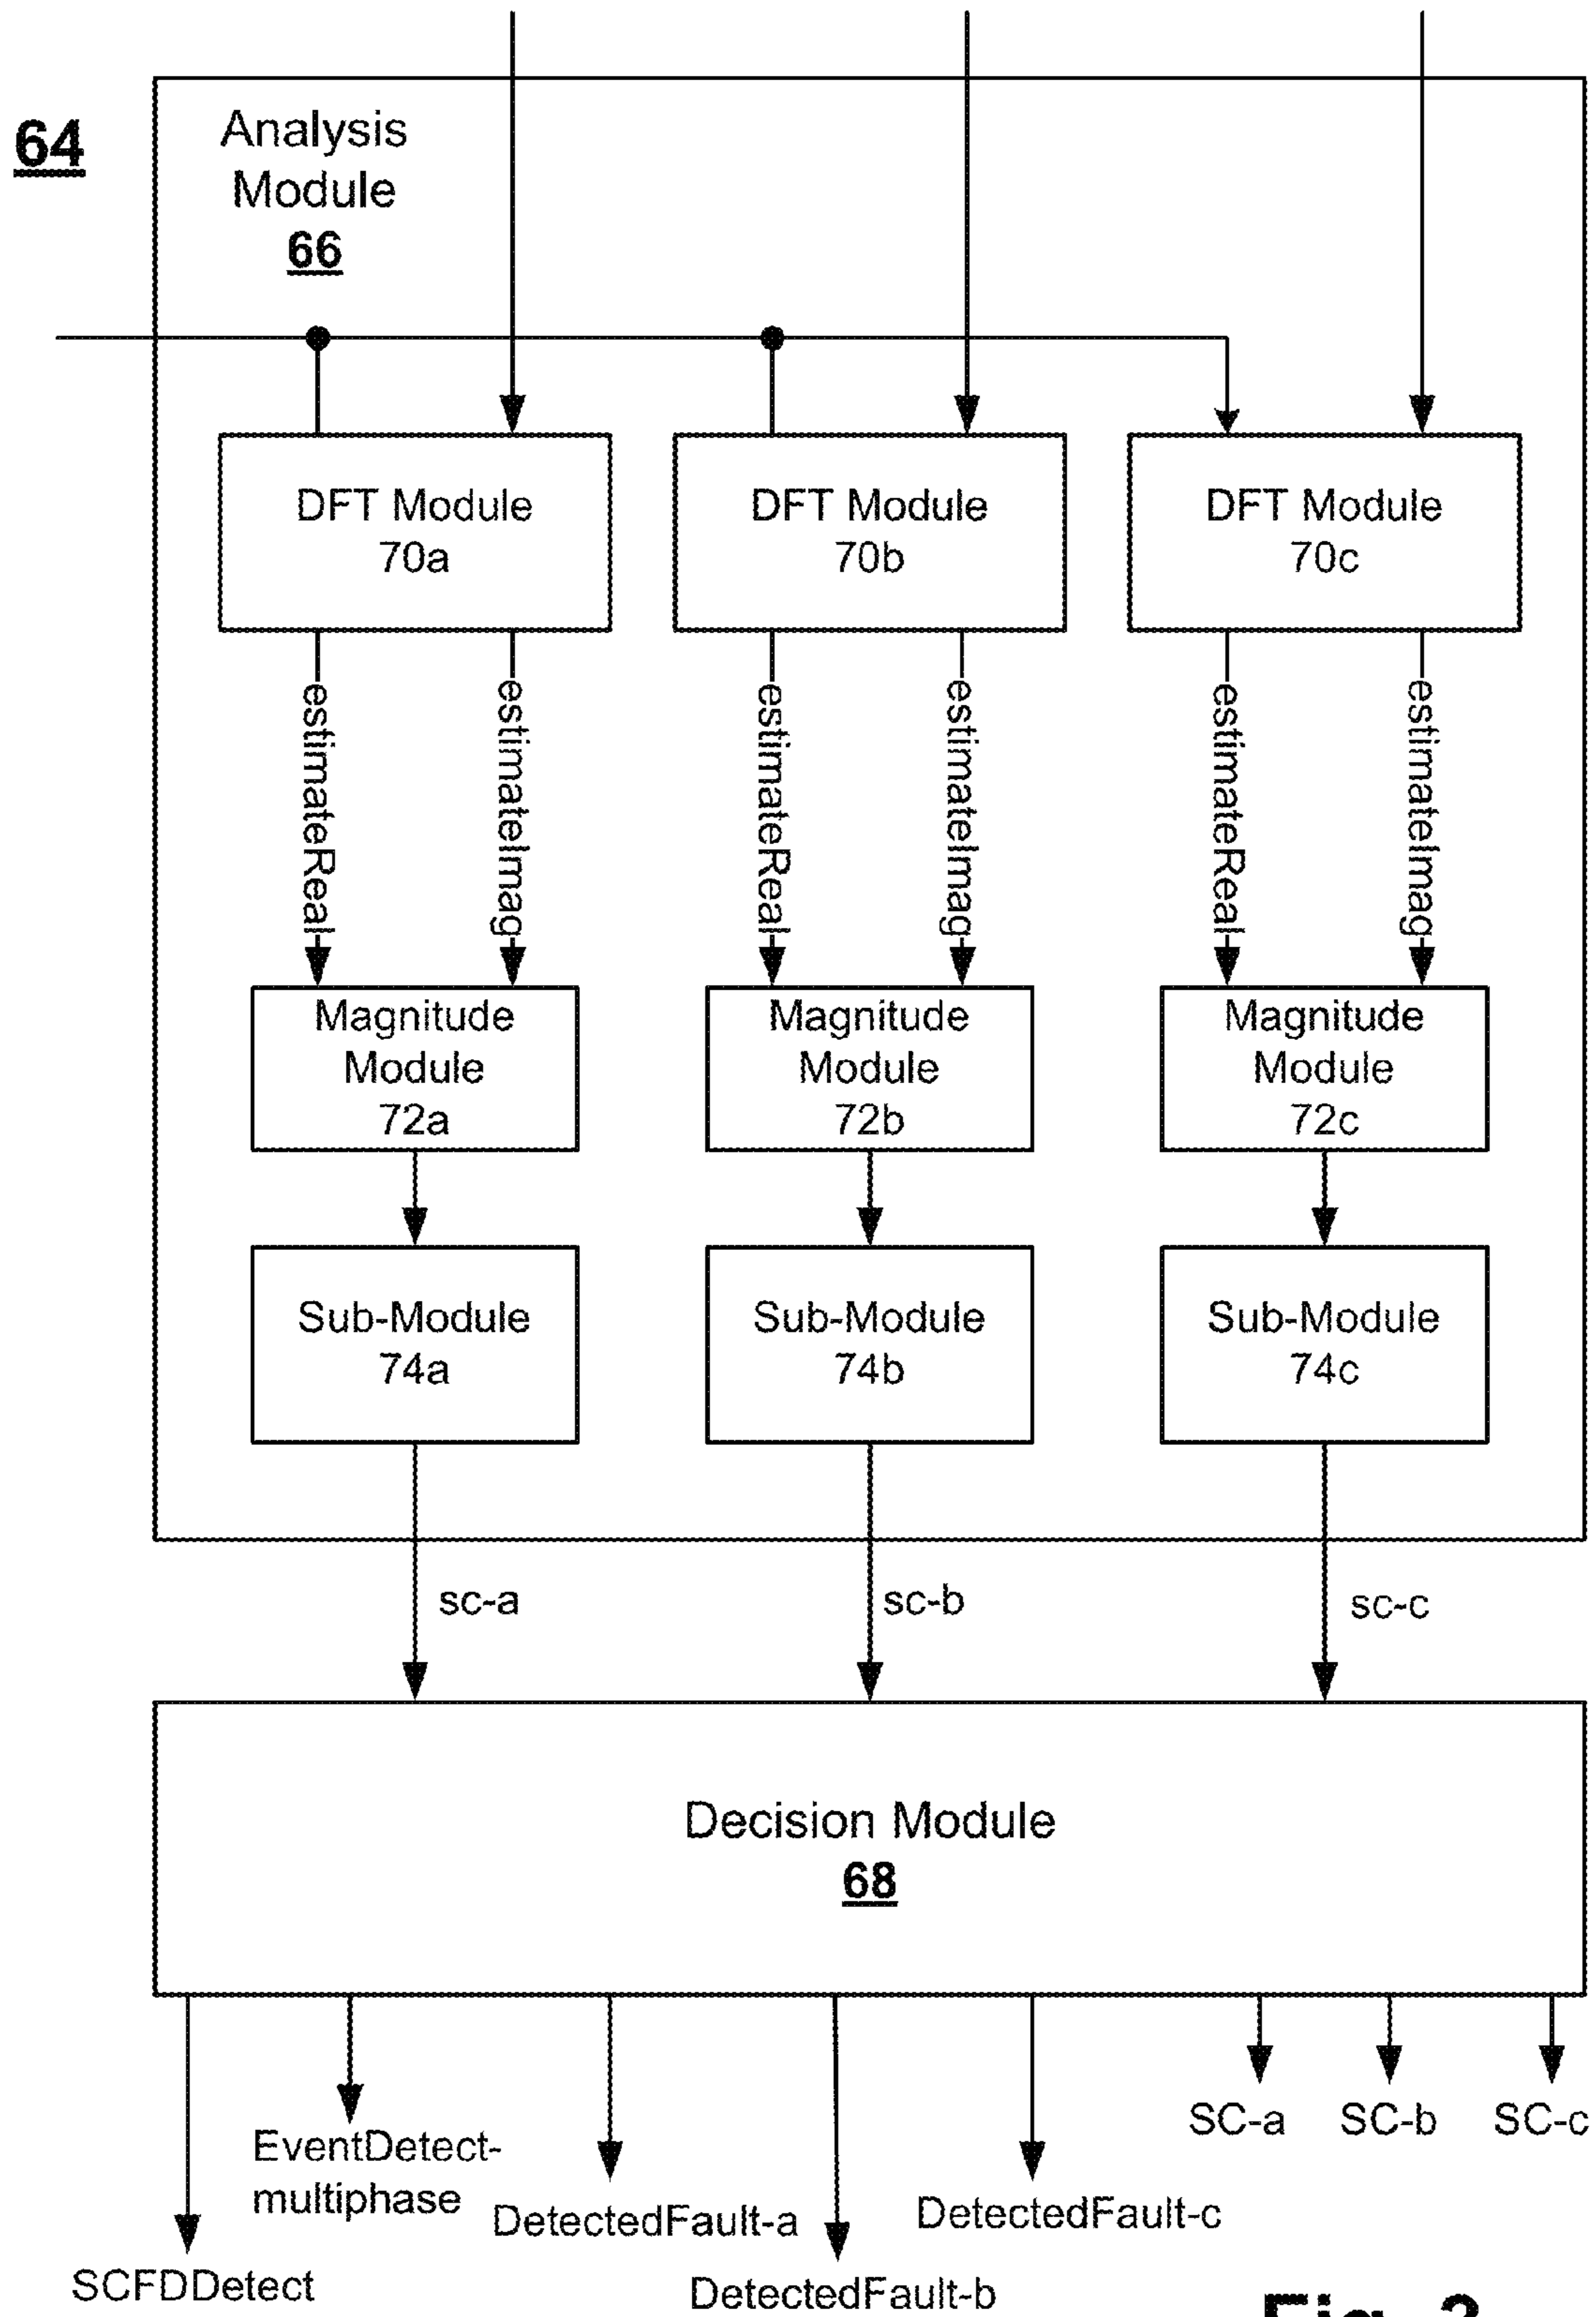 64
Analysis
Module
66
DFT Module
70a
DFT Module
70b
DFT Module
70c
estimateReal
estimateImag
estimateReal
estimateImag
estimateReal
estimateImag
Magnitude
Module
72a
Magnitude
Module
72b
Magnitude
Module
72c
Sub-Module
74a
Sub-Module
74b
Sub-Module
74c
sc-a
sc-b
sc-c
Decision Module
68
SC-a
SC-b
SC-c
EventDetect-
multiphase
DetectedFault-a
DetectedFault-c
SCFDDetect
DetectedFault-b